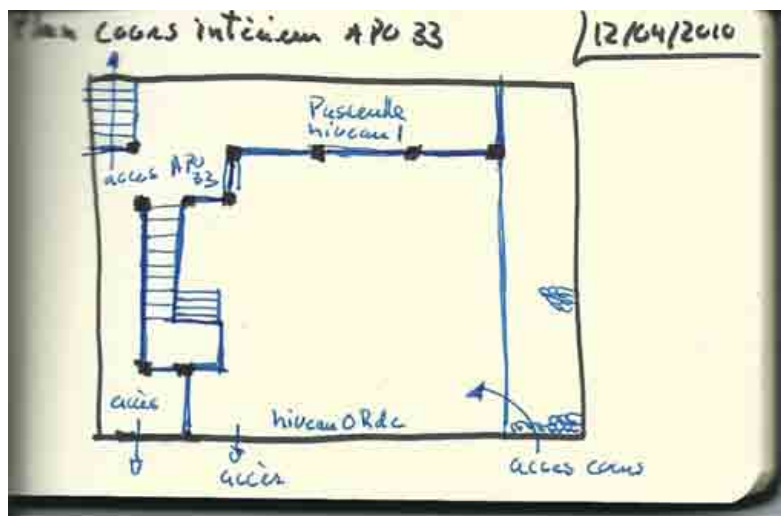 Plan cours intérieur APO 33
12/04/2010
Passerelle
niveau 1
accès APO
33
accès
niveau 0 Rdc
accès
accès cours